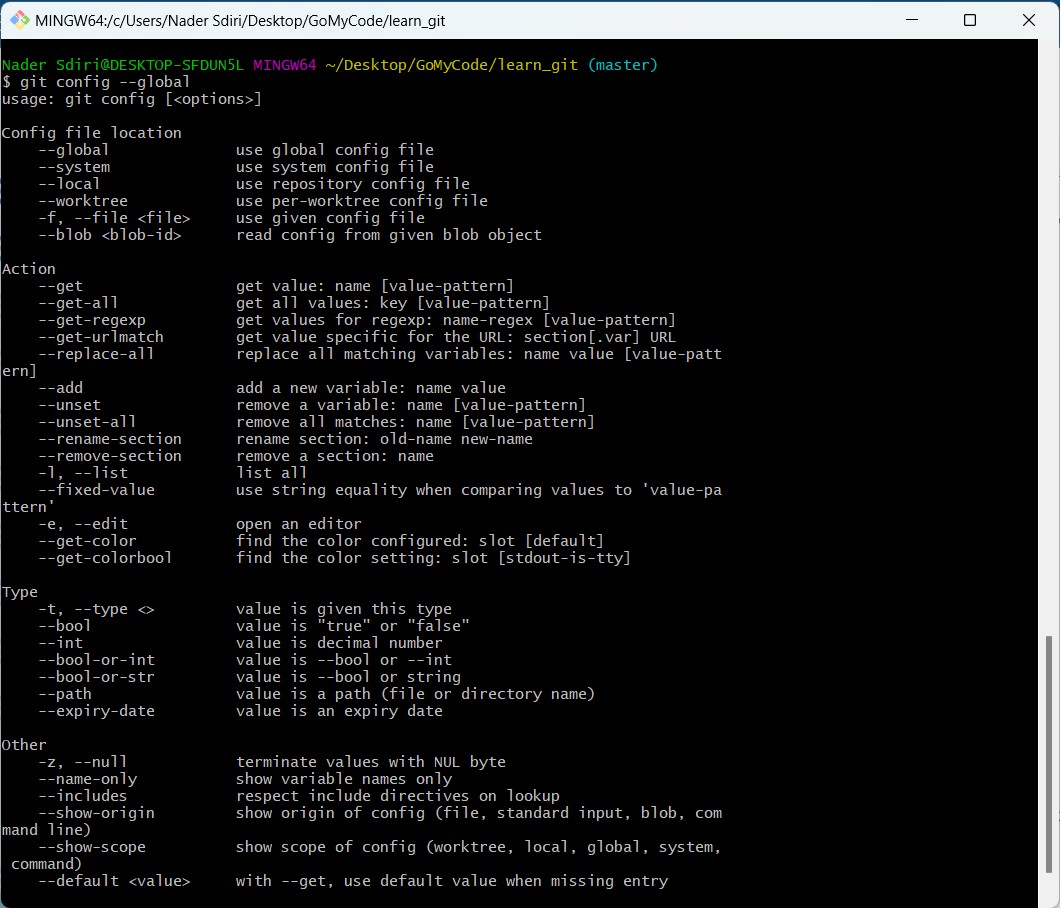 MINGW64:/c/Users/Nader Sdiri/Desktop/GoMyCode/learn_git
Nader Sdiri@DESKTOP-SFDUN5L MINGW64 ~/Desktop/GoMyCode/learn_git (master)
$ git config --global
usage: git config [<options>]
Config file location
--global use global config file
--system use system config file
--local use repository config file
--worktree use per-worktree config file
-f, --file <file> use given config file
--blob <blob-id> read config from given blob object
Action
--get get value: name [value-pattern]
--get-all get all values: key [value-pattern]
--get-regexp get values for regexp: name-regex [value-pattern]
--get-urlmatch get value specific for the URL: section[.var] URL
--replace-all replace all matching variables: name value [value-patt
ern]
--add add a new variable: name value
--unset remove a variable: name [value-pattern]
--unset-all remove all matches: name [value-pattern]
--rename-section rename section: old-name new-name
--remove-section remove a section: name
-l, --list list all
--fixed-value use string equality when comparing values to 'value-pa
ttern'
-e, --edit open an editor
--get-color find the color configured: slot [default]
--get-colorbool find the color setting: slot [stdout-is-tty]
Type
-t, --type <> value is given this type
--bool value is "true" or "false"
--int value is decimal number
--bool-or-int value is --bool or --int
--bool-or-str value is --bool or string
--path value is a path (file or directory name)
--expiry-date value is an expiry date
Other
-z, --null terminate values with NUL byte
--name-only show variable names only
--includes respect include directives on lookup
--show-origin show origin of config (file, standard input, blob, com
mand line)
--show-scope show scope of config (worktree, local, global, system,
command)
--default <value> with --get, use default value when missing entry